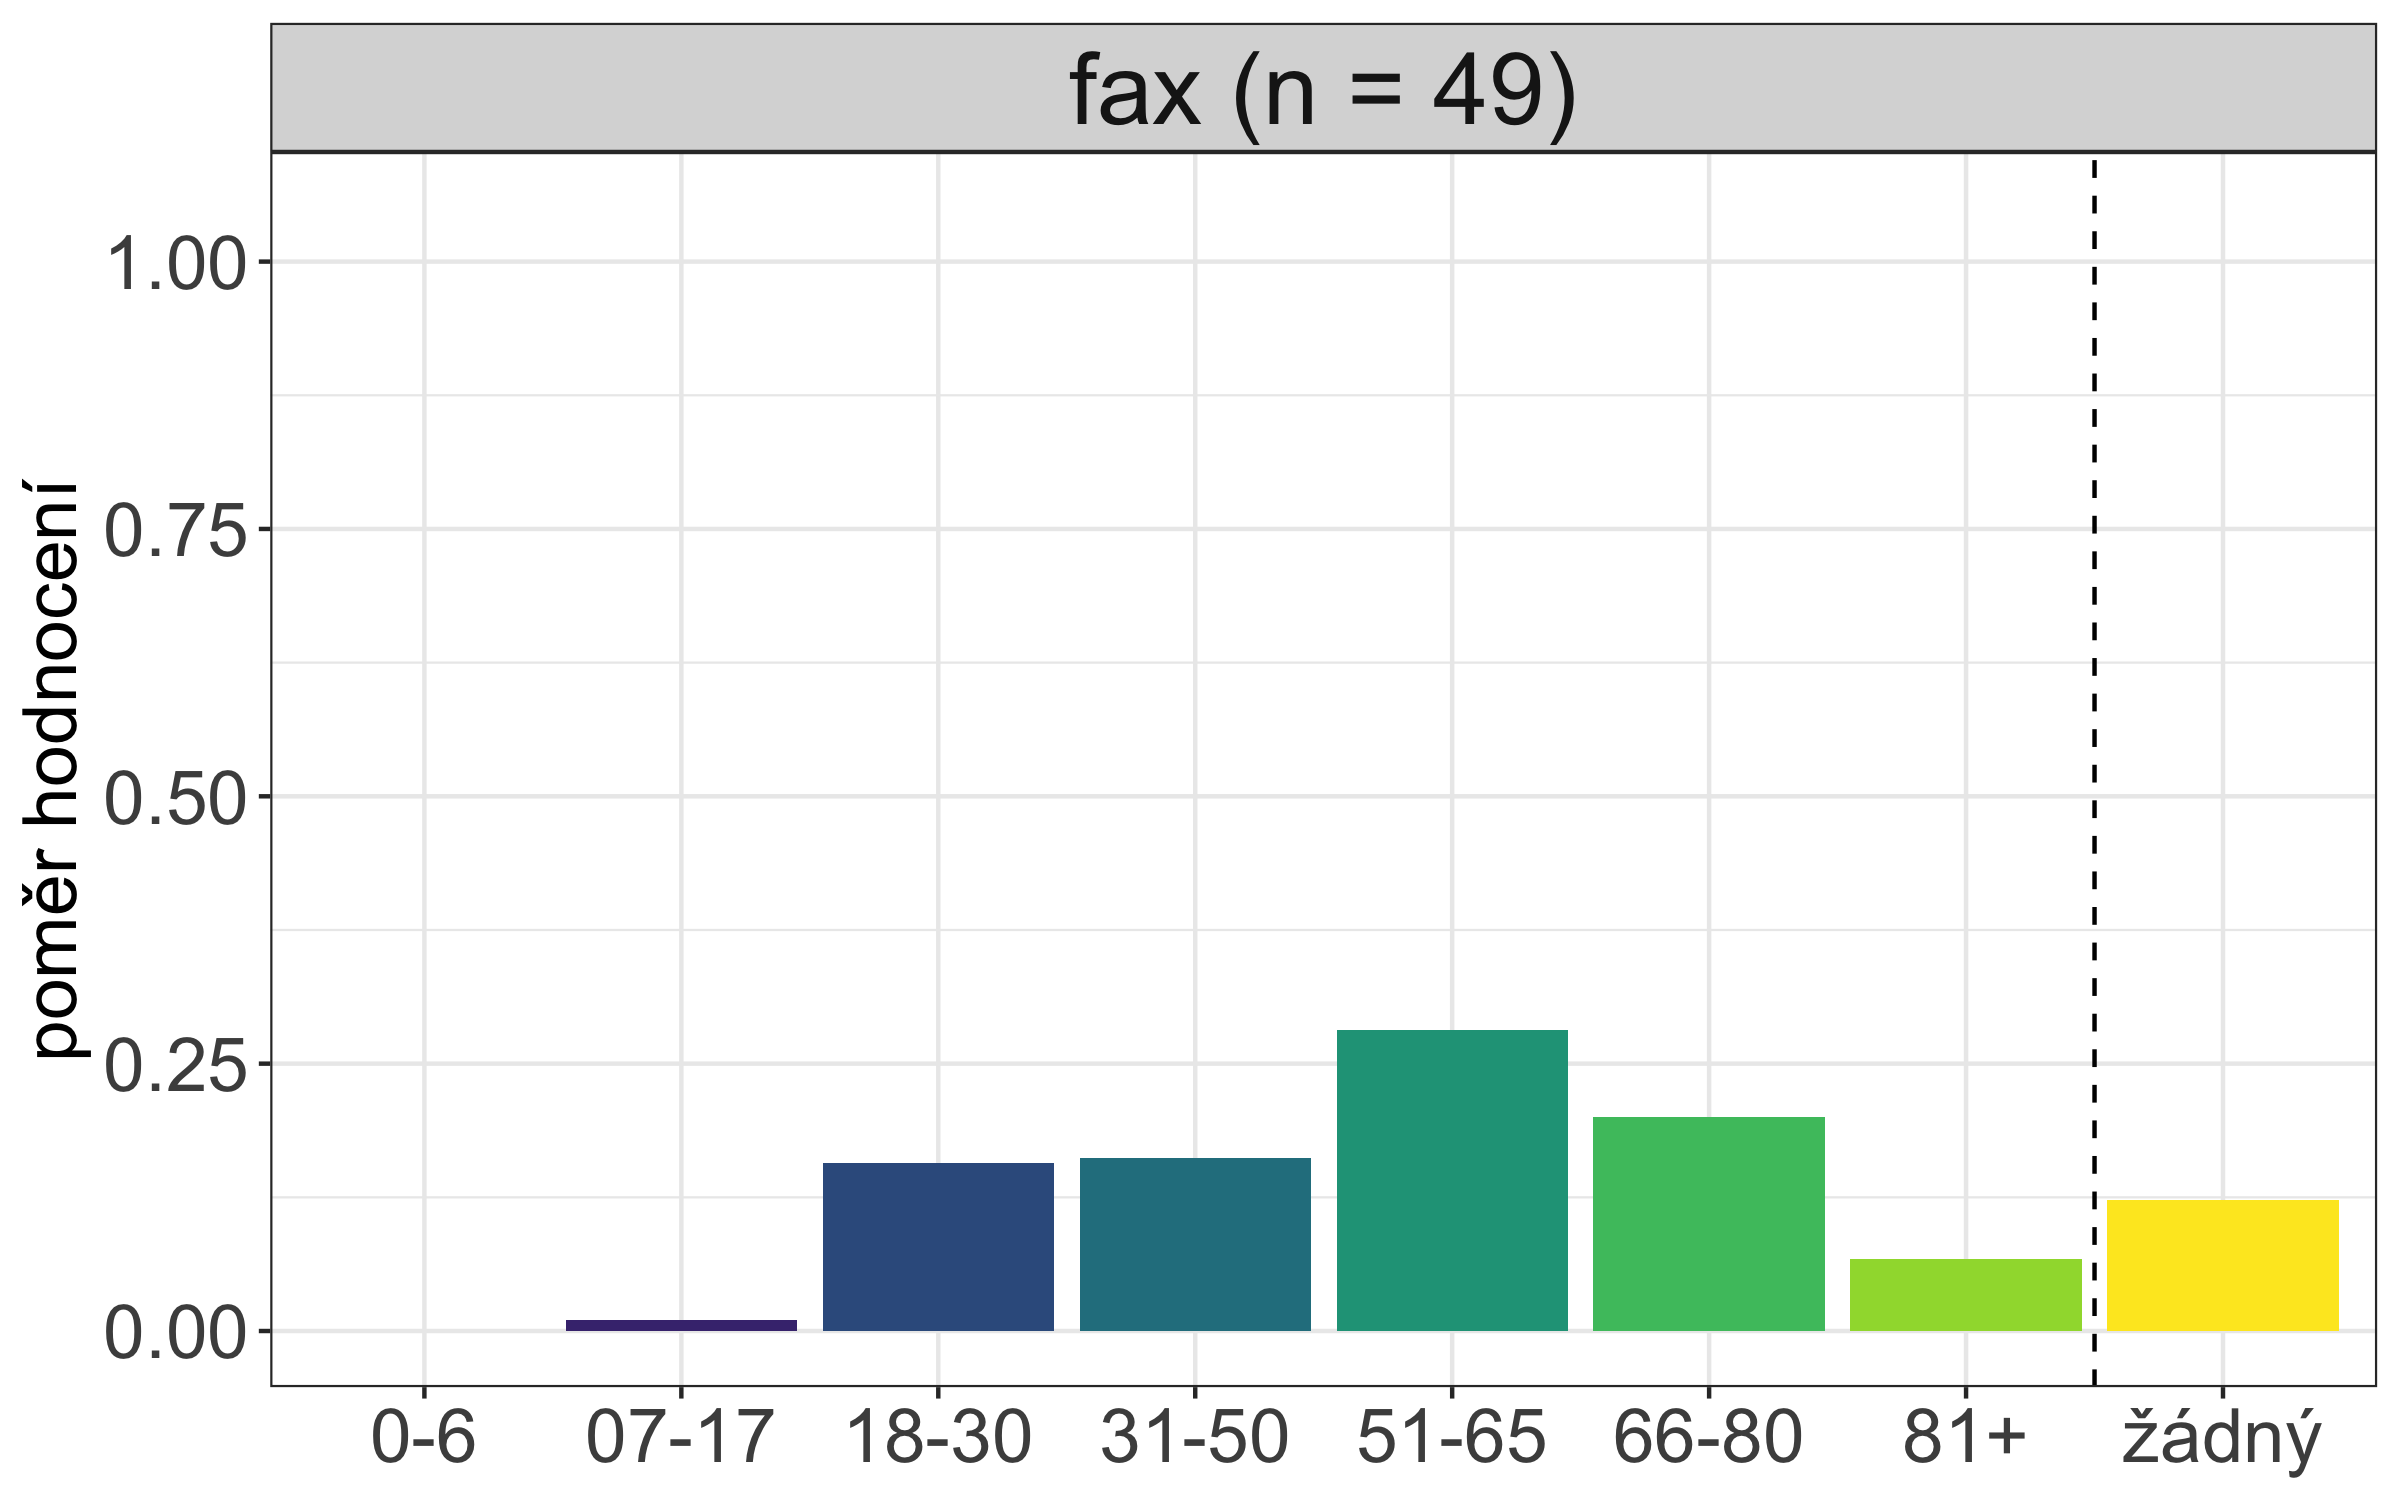 fax (n = 49)
poměr hodnocení
1.00
0.75
0.50
0.25
0.00
0-6 07-17 18-30 31-50 51-65 66-80 81+ žádný